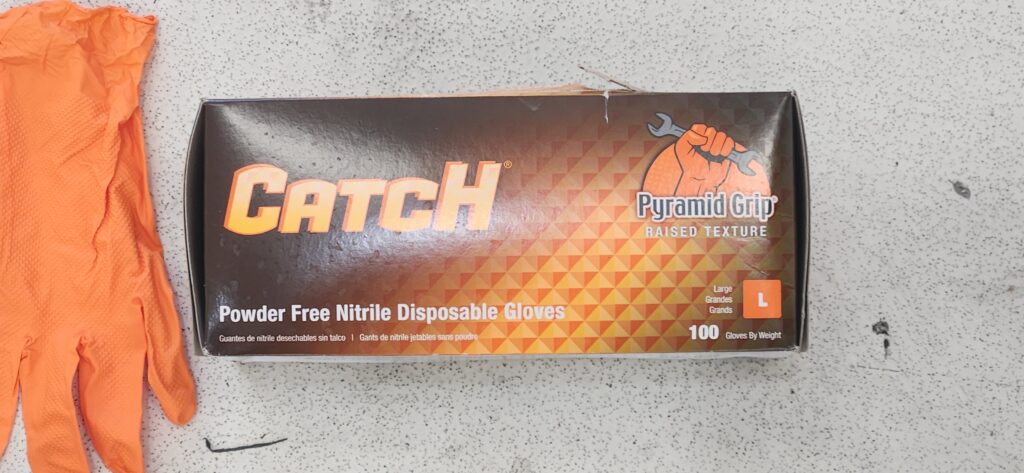 CATCH®
Pyramid Grip®
RAISED TEXTURE
Powder Free Nitrile Disposable Gloves
Guantes de nitrile desechables sin talco | Gants de nitrile jetables sans poudre
Large
Grandes
Grands
L
100 Gloves By Weight